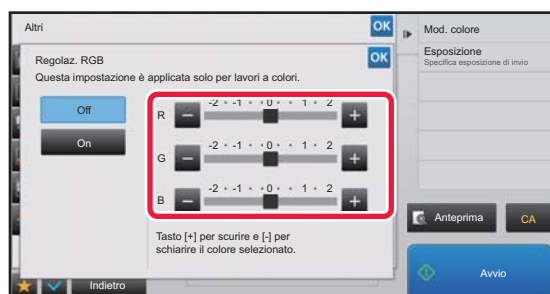 Altri
OK
Regolaz. RGB
OK
Questa impostazione è applicata solo per lavori a colori.
Off
On
R
-2 • -1 • • 0 • • 1 • 2
- +
G
-2 • -1 • • 0 • • 1 • 2
- +
B
-2 • -1 • • 0 • • 1 • 2
- +
Tasto [+] per scurire e [-] per
schiarire il colore selezionato.
Indietro
Mod. colore
Esposizione
Specifica esposizione di invio
Anteprima
CA
Avvio